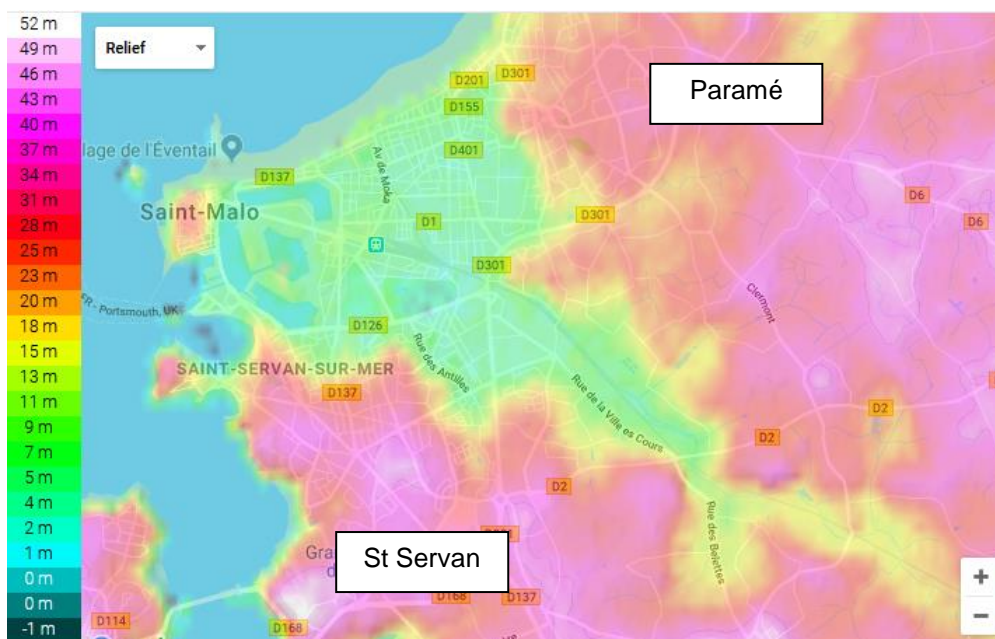 52 m
49 m
46 m
43 m
40 m
37 m
34 m
31 m
28 m
25 m
23 m
20 m
18 m
15 m
13 m
11 m
9 m
7 m
5 m
4 m
2 m
1 m
0 m
0 m
-1 m
Relief
D301
D201
D155
Paramé
lage de l'Éventail
D401
Av de Moka
D137
D6
Saint-Malo
D1
D301
D6
D301
Clermont
FR - Portsmouth, UK
D126
Rue des Antilles
SAINT-SERVAN-SUR-MER
D137
Rue de la Ville es Cours
D2
D2
D2
Rue des Belettes
Gra
St Servan
D168
D137
D114
D168
+
−